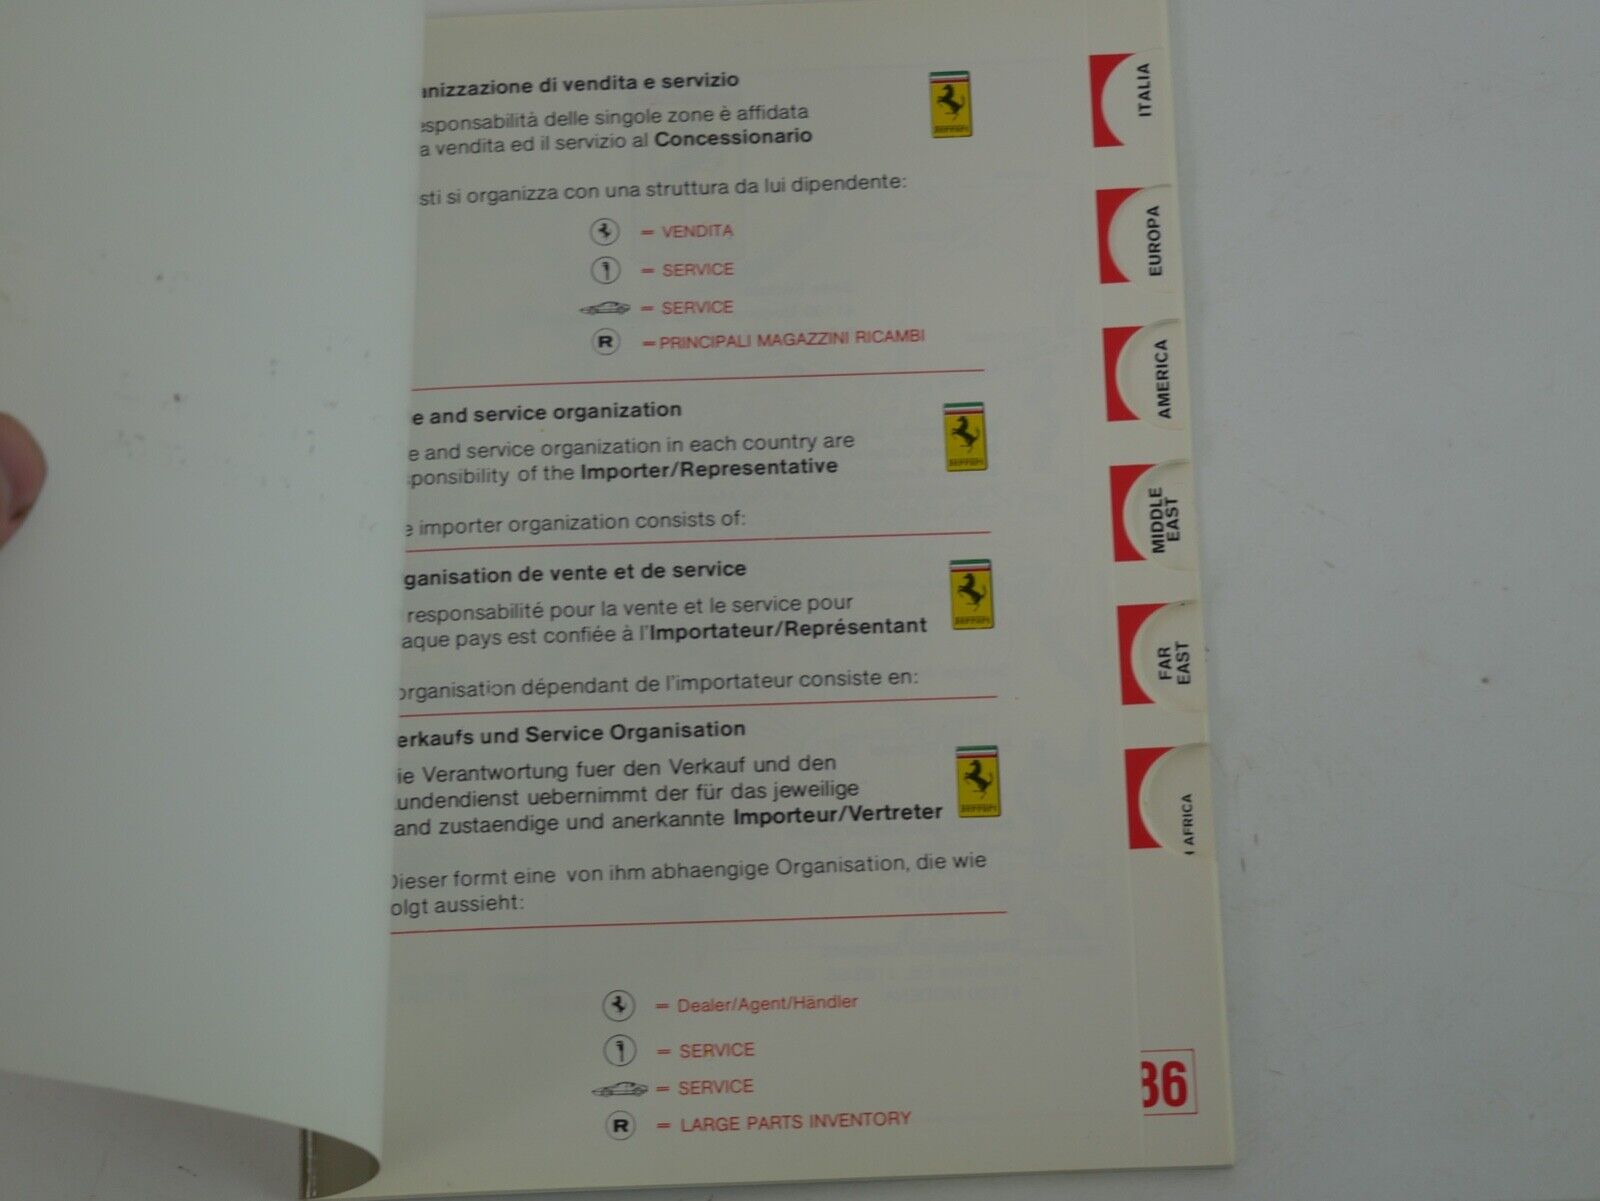 anizzazione di vendita e servizio
esponsabilità delle singole zone è affidata
a vendita ed il servizio al Concessionario
sti si organizza con una struttura da lui dipendente:
= VENDITA
= SERVICE
= SERVICE
R = PRINCIPALI MAGAZZINI RICAMBI
e and service organization
e and service organization in each country are
sponsibility of the Importer/Representative
e importer organization consists of:
ganisation de vente et de service
responsabilité pour la vente et le service pour
aque pays est confiée à l'Importateur/Représentant
organisation dépendant de l'importateur consiste en:
erkaufs und Service Organisation
ie Verantwortung fuer den Verkauf und den
undendienst uebernimmt der für das jeweilige
and zustaendige und anerkannte Importeur/Vertreter
Dieser formt eine von ihm abhaengige Organisation, die wie
olgt aussieht:
= Dealer/Agent/Händler
= SERVICE
= SERVICE
R = LARGE PARTS INVENTORY
ITALIA
EUROPA
AMERICA
MIDDLE
EAST
FAR
EAST
AFRICA
86